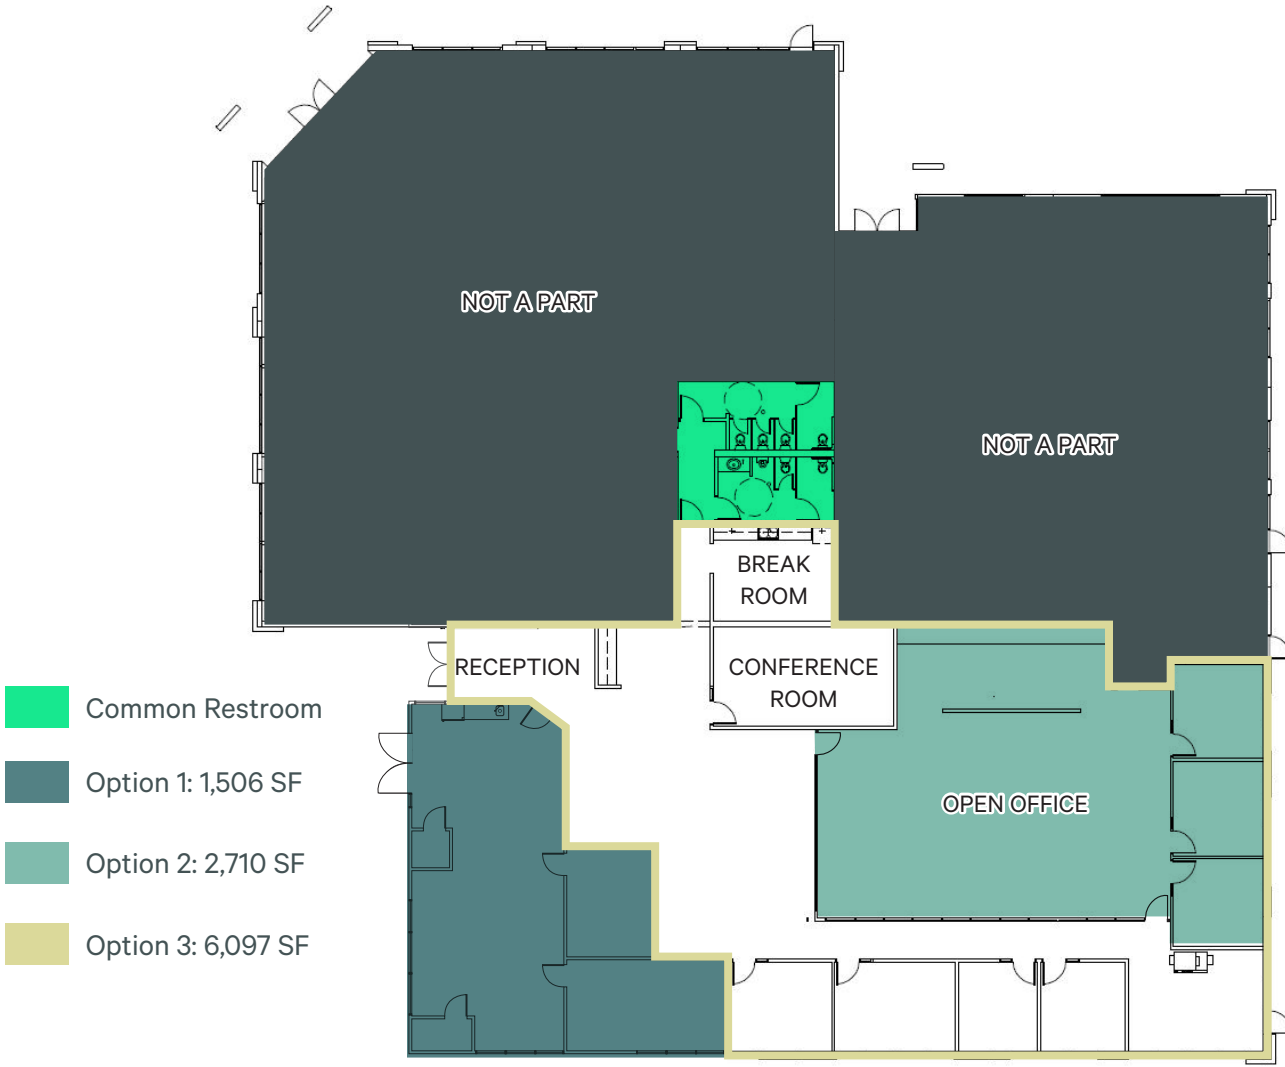 NOT A PART
NOT A PART
BREAK
ROOM
RECEPTION
CONFERENCE
ROOM
OPEN OFFICE
Common Restroom
Option 1: 1,506 SF
Option 2: 2,710 SF
Option 3: 6,097 SF